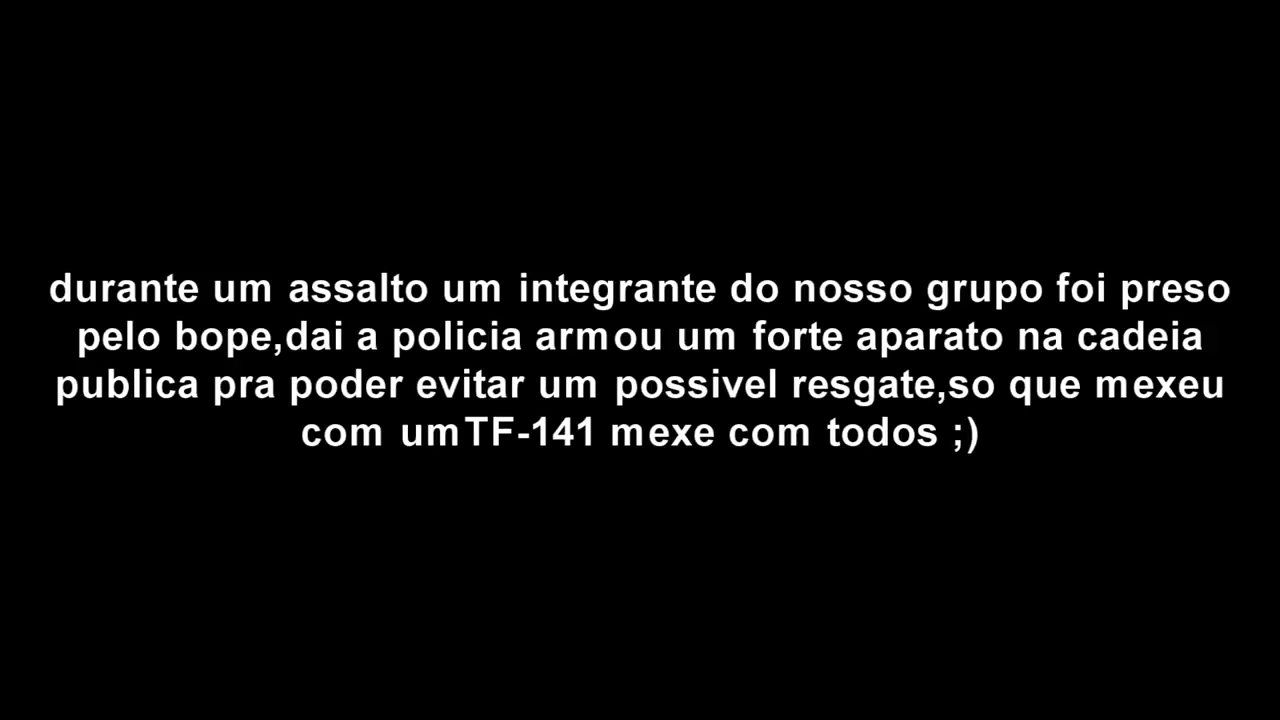 durante um assalto um integrante do nosso grupo foi preso
pelo bope,dai a policia armou um forte aparato na cadeia
publica pra poder evitar um possivel resgate,so que mexeu
com umTF-141 mexe com todos ;)